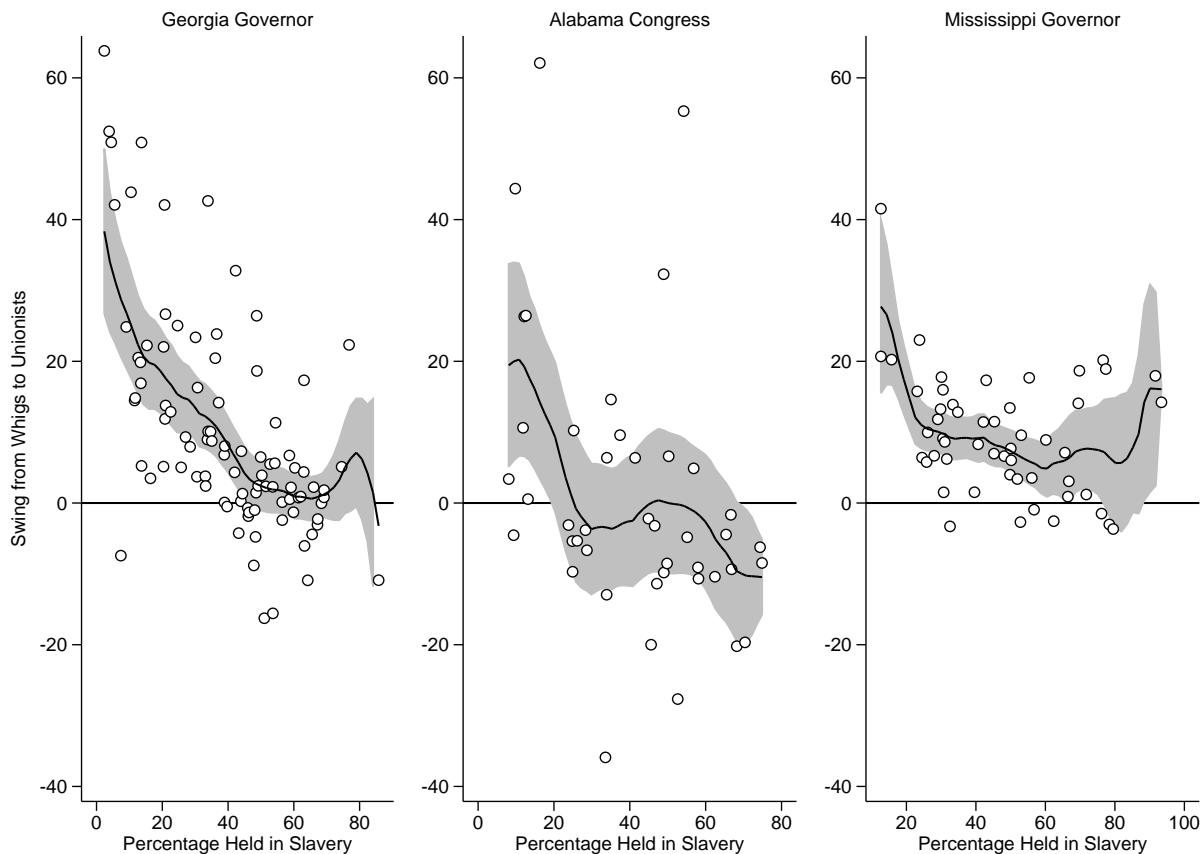 Georgia Governor
Alabama Congress
Mississippi Governor
Swing from Whigs to Unionists
60
40
20
0
-20
-40
0 20 40 60 80
Percentage Held in Slavery
60
40
20
0
-20
-40
0 20 40 60 80
Percentage Held in Slavery
60
40
20
0
-20
-40
20 40 60 80 100
Percentage Held in Slavery